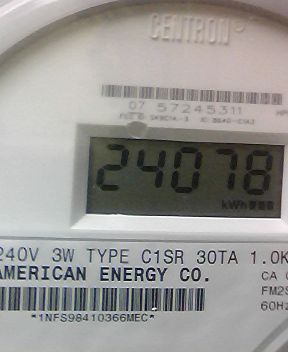 CENTRON
07 57245311
24078
kWh
240V 3W TYPE C1SR 30TA 1.0K
AMERICAN ENERGY CO.
CA
FM2S
60HZ
*1NFS98410366MEC*